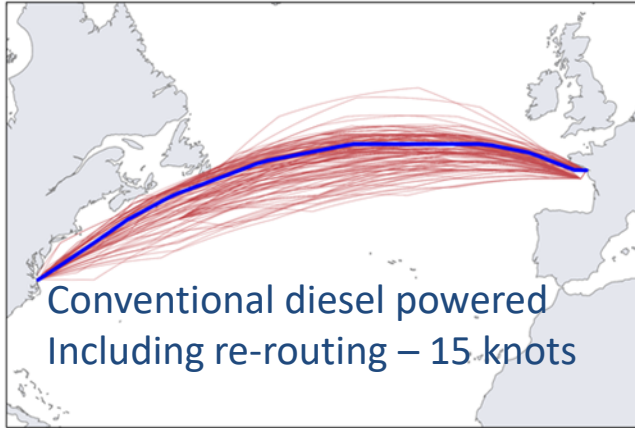 Conventional diesel powered
Including re-routing – 15 knots